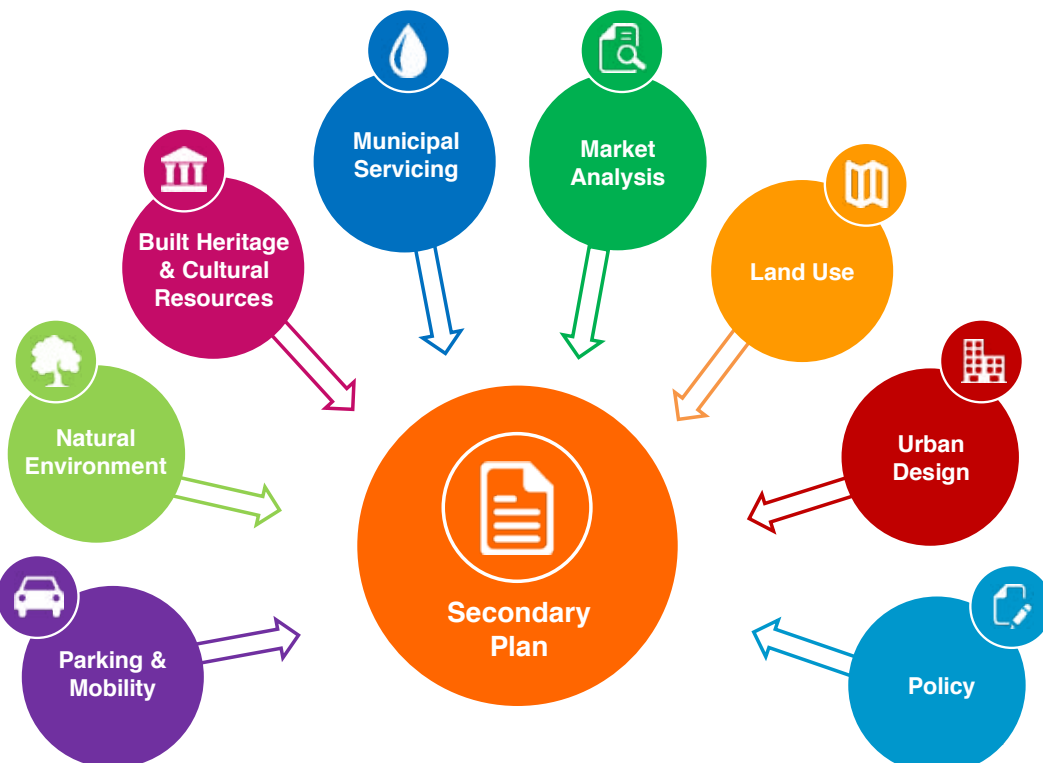 Municipal
Servicing
Market
Analysis
Built Heritage
& Cultural
Resources
Land Use
Natural
Environment
Urban
Design
Secondary
Plan
Parking &
Mobility
Policy